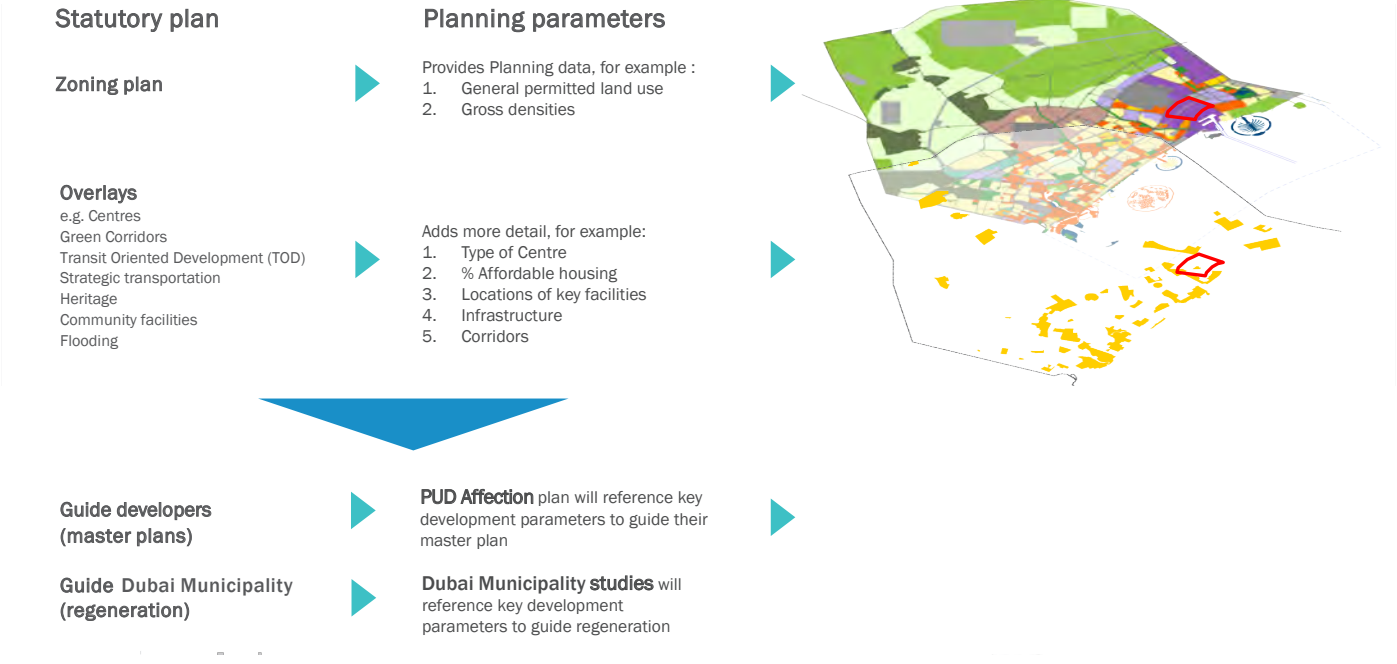 Statutory plan
Planning parameters
Zoning plan
Provides Planning data, for example :
1. General permitted land use
2. Gross densities
Overlays
e.g. Centres
Green Corridors
Transit Oriented Development (TOD)
Strategic transportation
Heritage
Community facilities
Flooding
Adds more detail, for example:
1. Type of Centre
2. % Affordable housing
3. Locations of key facilities
4. Infrastructure
5. Corridors
Guide developers
(master plans)
PUD Affection plan will reference key
development parameters to guide their
master plan
Guide Dubai Municipality
(regeneration)
Dubai Municipality studies will
reference key development
parameters to guide regeneration